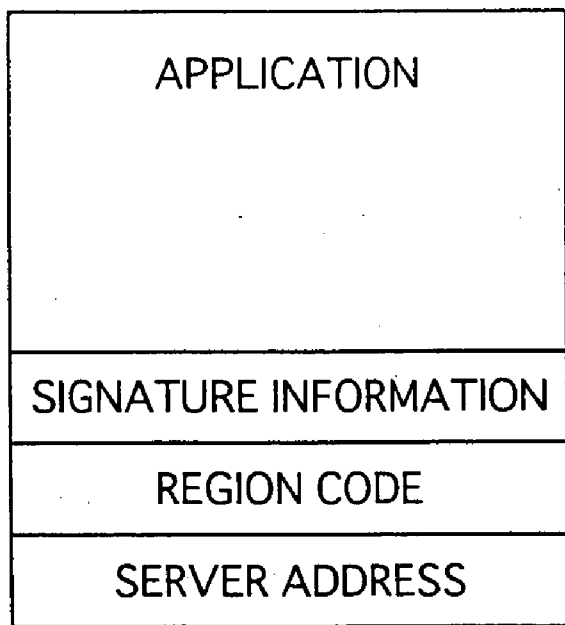 APPLICATION
SIGNATURE INFORMATION
REGION CODE
SERVER ADDRESS